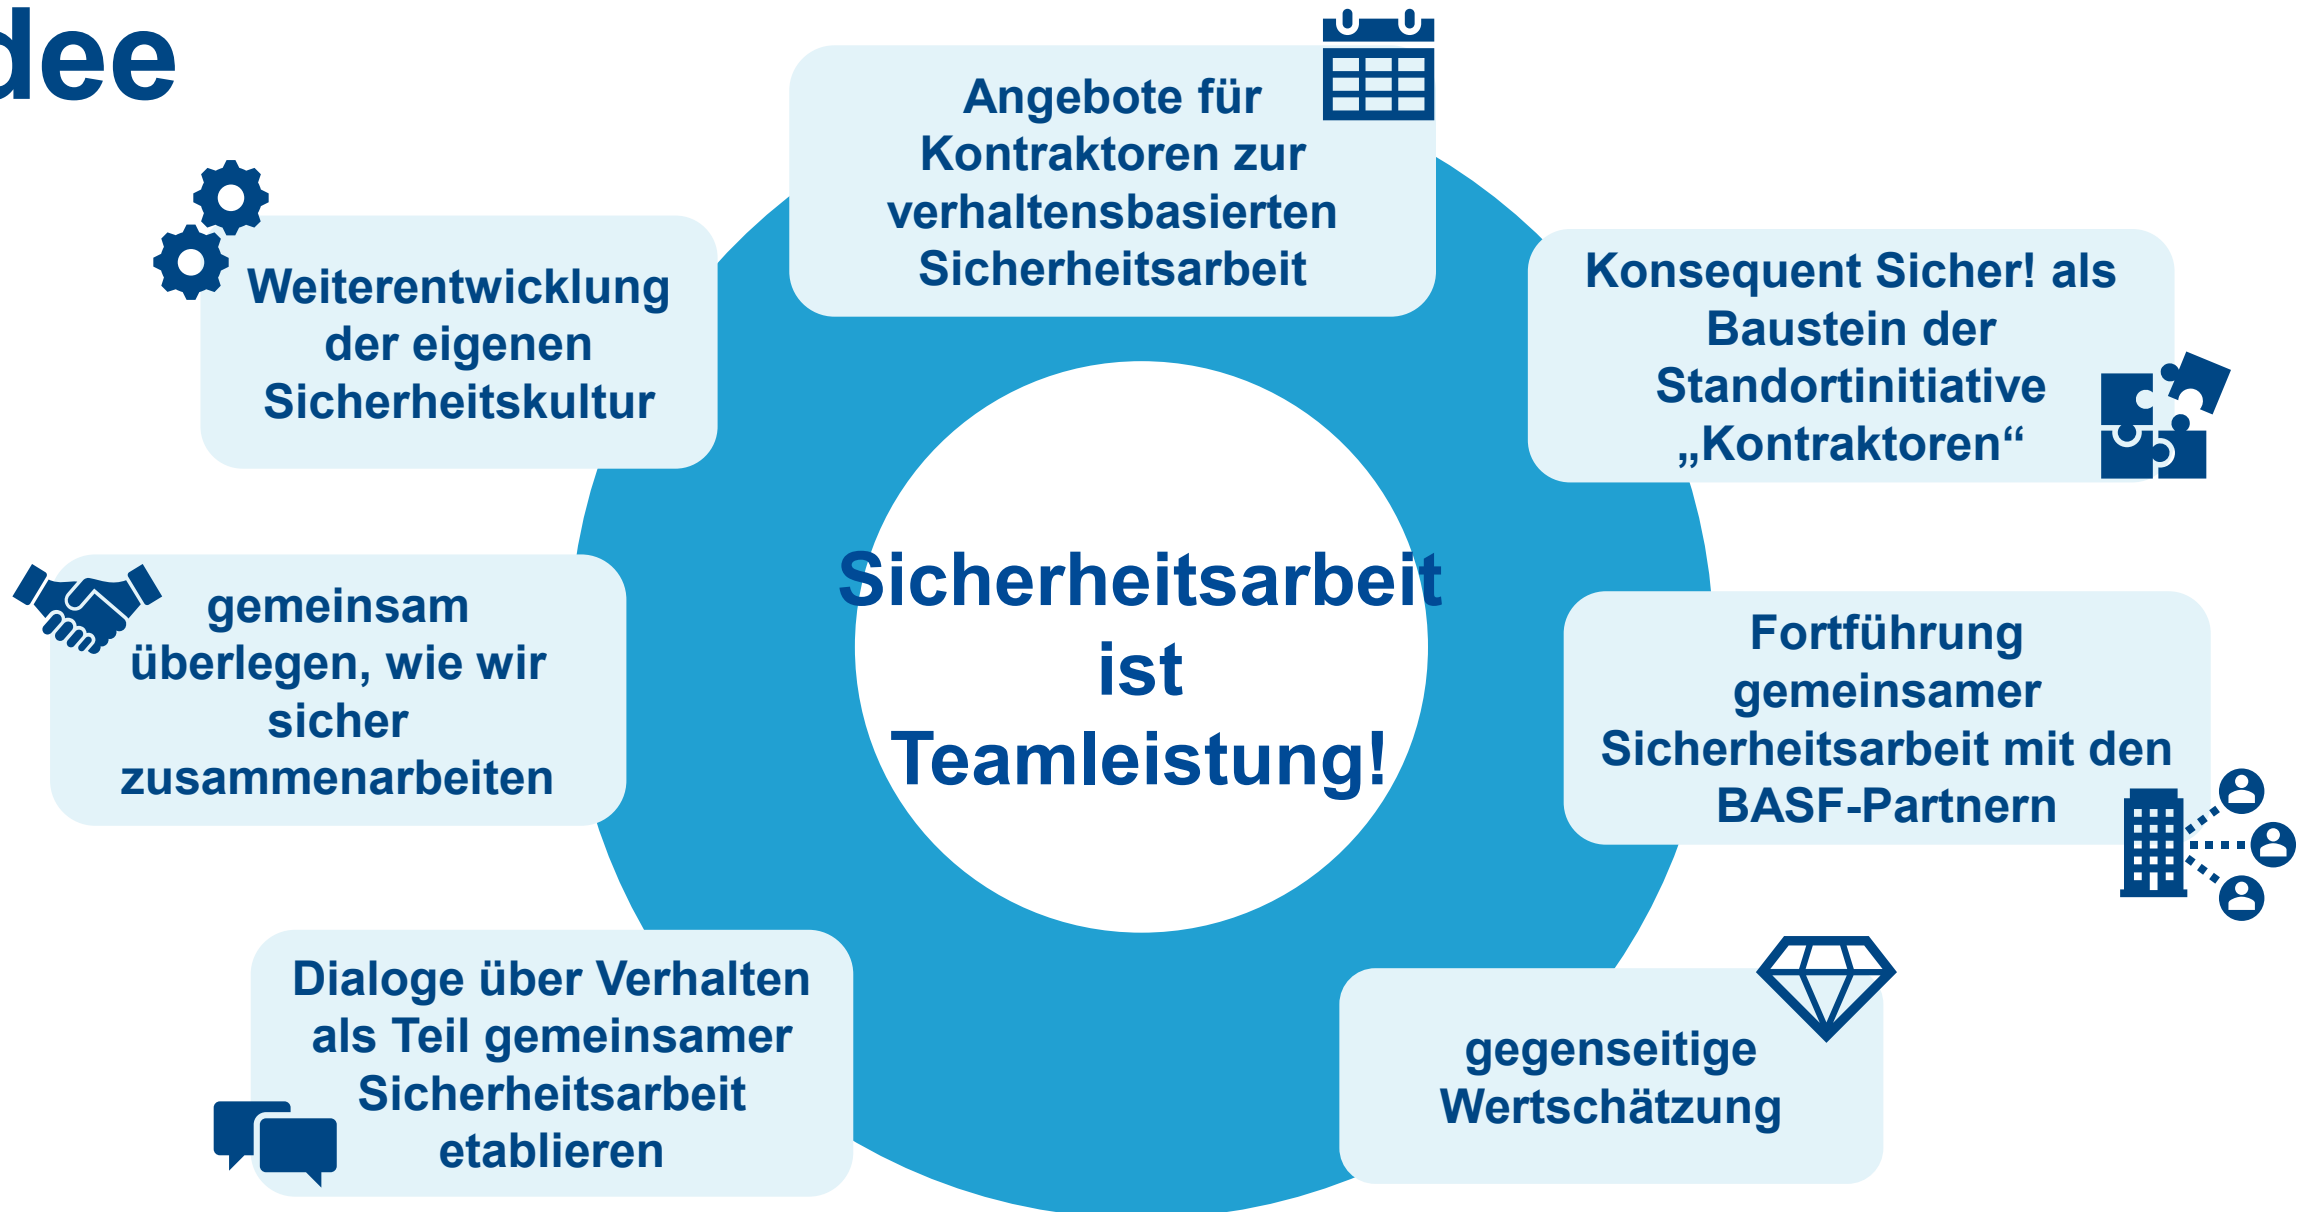 dee
Angebote für
Kontraktoren zur
verhaltensbasierten
Sicherheitsarbeit
Weiterentwicklung
der eigenen
Sicherheitskultur
Konsequent Sicher! als
Baustein der
Standortinitiative
„Kontraktoren“
Sicherheitsarbeit
ist
Teamleistung!
gemeinsam
überlegen, wie wir
sicher
zusammenarbeiten
Fortführung
gemeinsamer
Sicherheitsarbeit mit den
BASF-Partnern
Dialoge über Verhalten
als Teil gemeinsamer
Sicherheitsarbeit
etablieren
gegenseitige
Wertschätzung